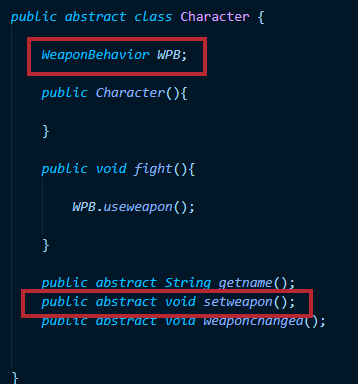 public abstract class Character {
WeaponBehavior WPB;
public Character(){
}
public void fight(){
WPB.useweapon();
}
public abstract String getname();
public abstract void setweapon();
public abstract void weaponchanged();
}